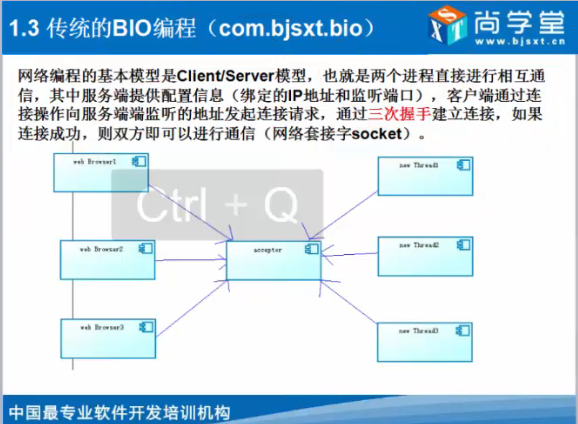 1.3 传统的BIO编程（com.bjsxt.bio）
尚学堂
www.bjsxt.cn
网络编程的基本模型是Client/Server模型，也就是两个进程直接进行相互通
信，其中服务端提供配置信息（绑定的IP地址和监听端口），客户端通过连
接操作向服务端端监听的地址发起连接请求，通过三次握手建立连接，如果
连接成功，则双方即可以进行通信（网络套接字socket）。
web Browser1
new Thread1
Ctrl + Q
web Browser2
acceptor
new Thread2
web Browser3
new Thread3
中国最专业软件开发培训机构